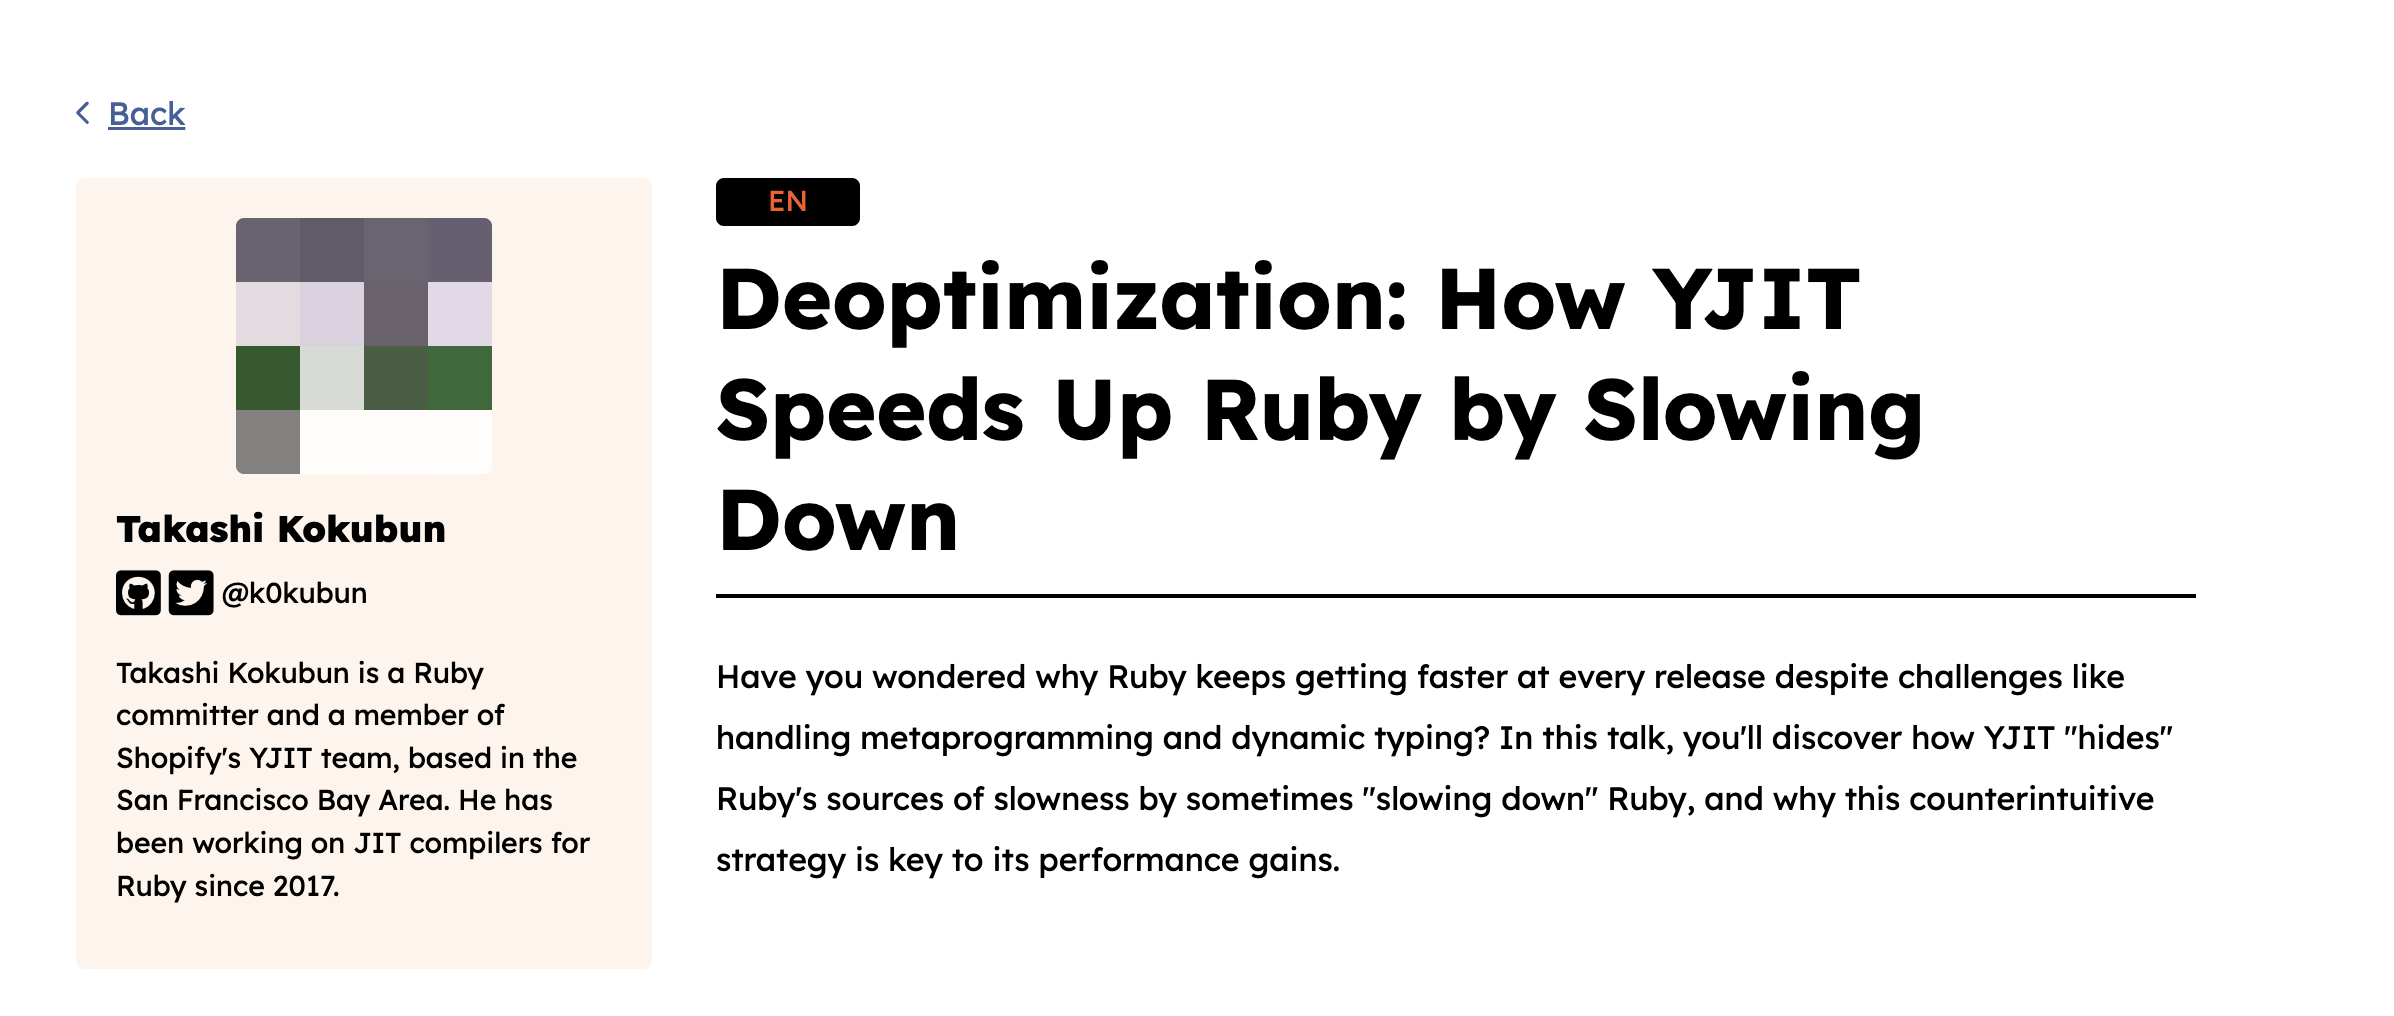 Back
Takashi Kokubun
@k0kubun
Takashi Kokubun is a Ruby
committer and a member of
Shopify's YJIT team, based in the
San Francisco Bay Area. He has
been working on JIT compilers for
Ruby since 2017.
EN
Deoptimization: How YJIT
Speeds Up Ruby by Slowing
Down
Have you wondered why Ruby keeps getting faster at every release despite challenges like
handling metaprogramming and dynamic typing? In this talk, you'll discover how YJIT "hides"
Ruby's sources of slowness by sometimes "slowing down" Ruby, and why this counterintuitive
strategy is key to its performance gains.